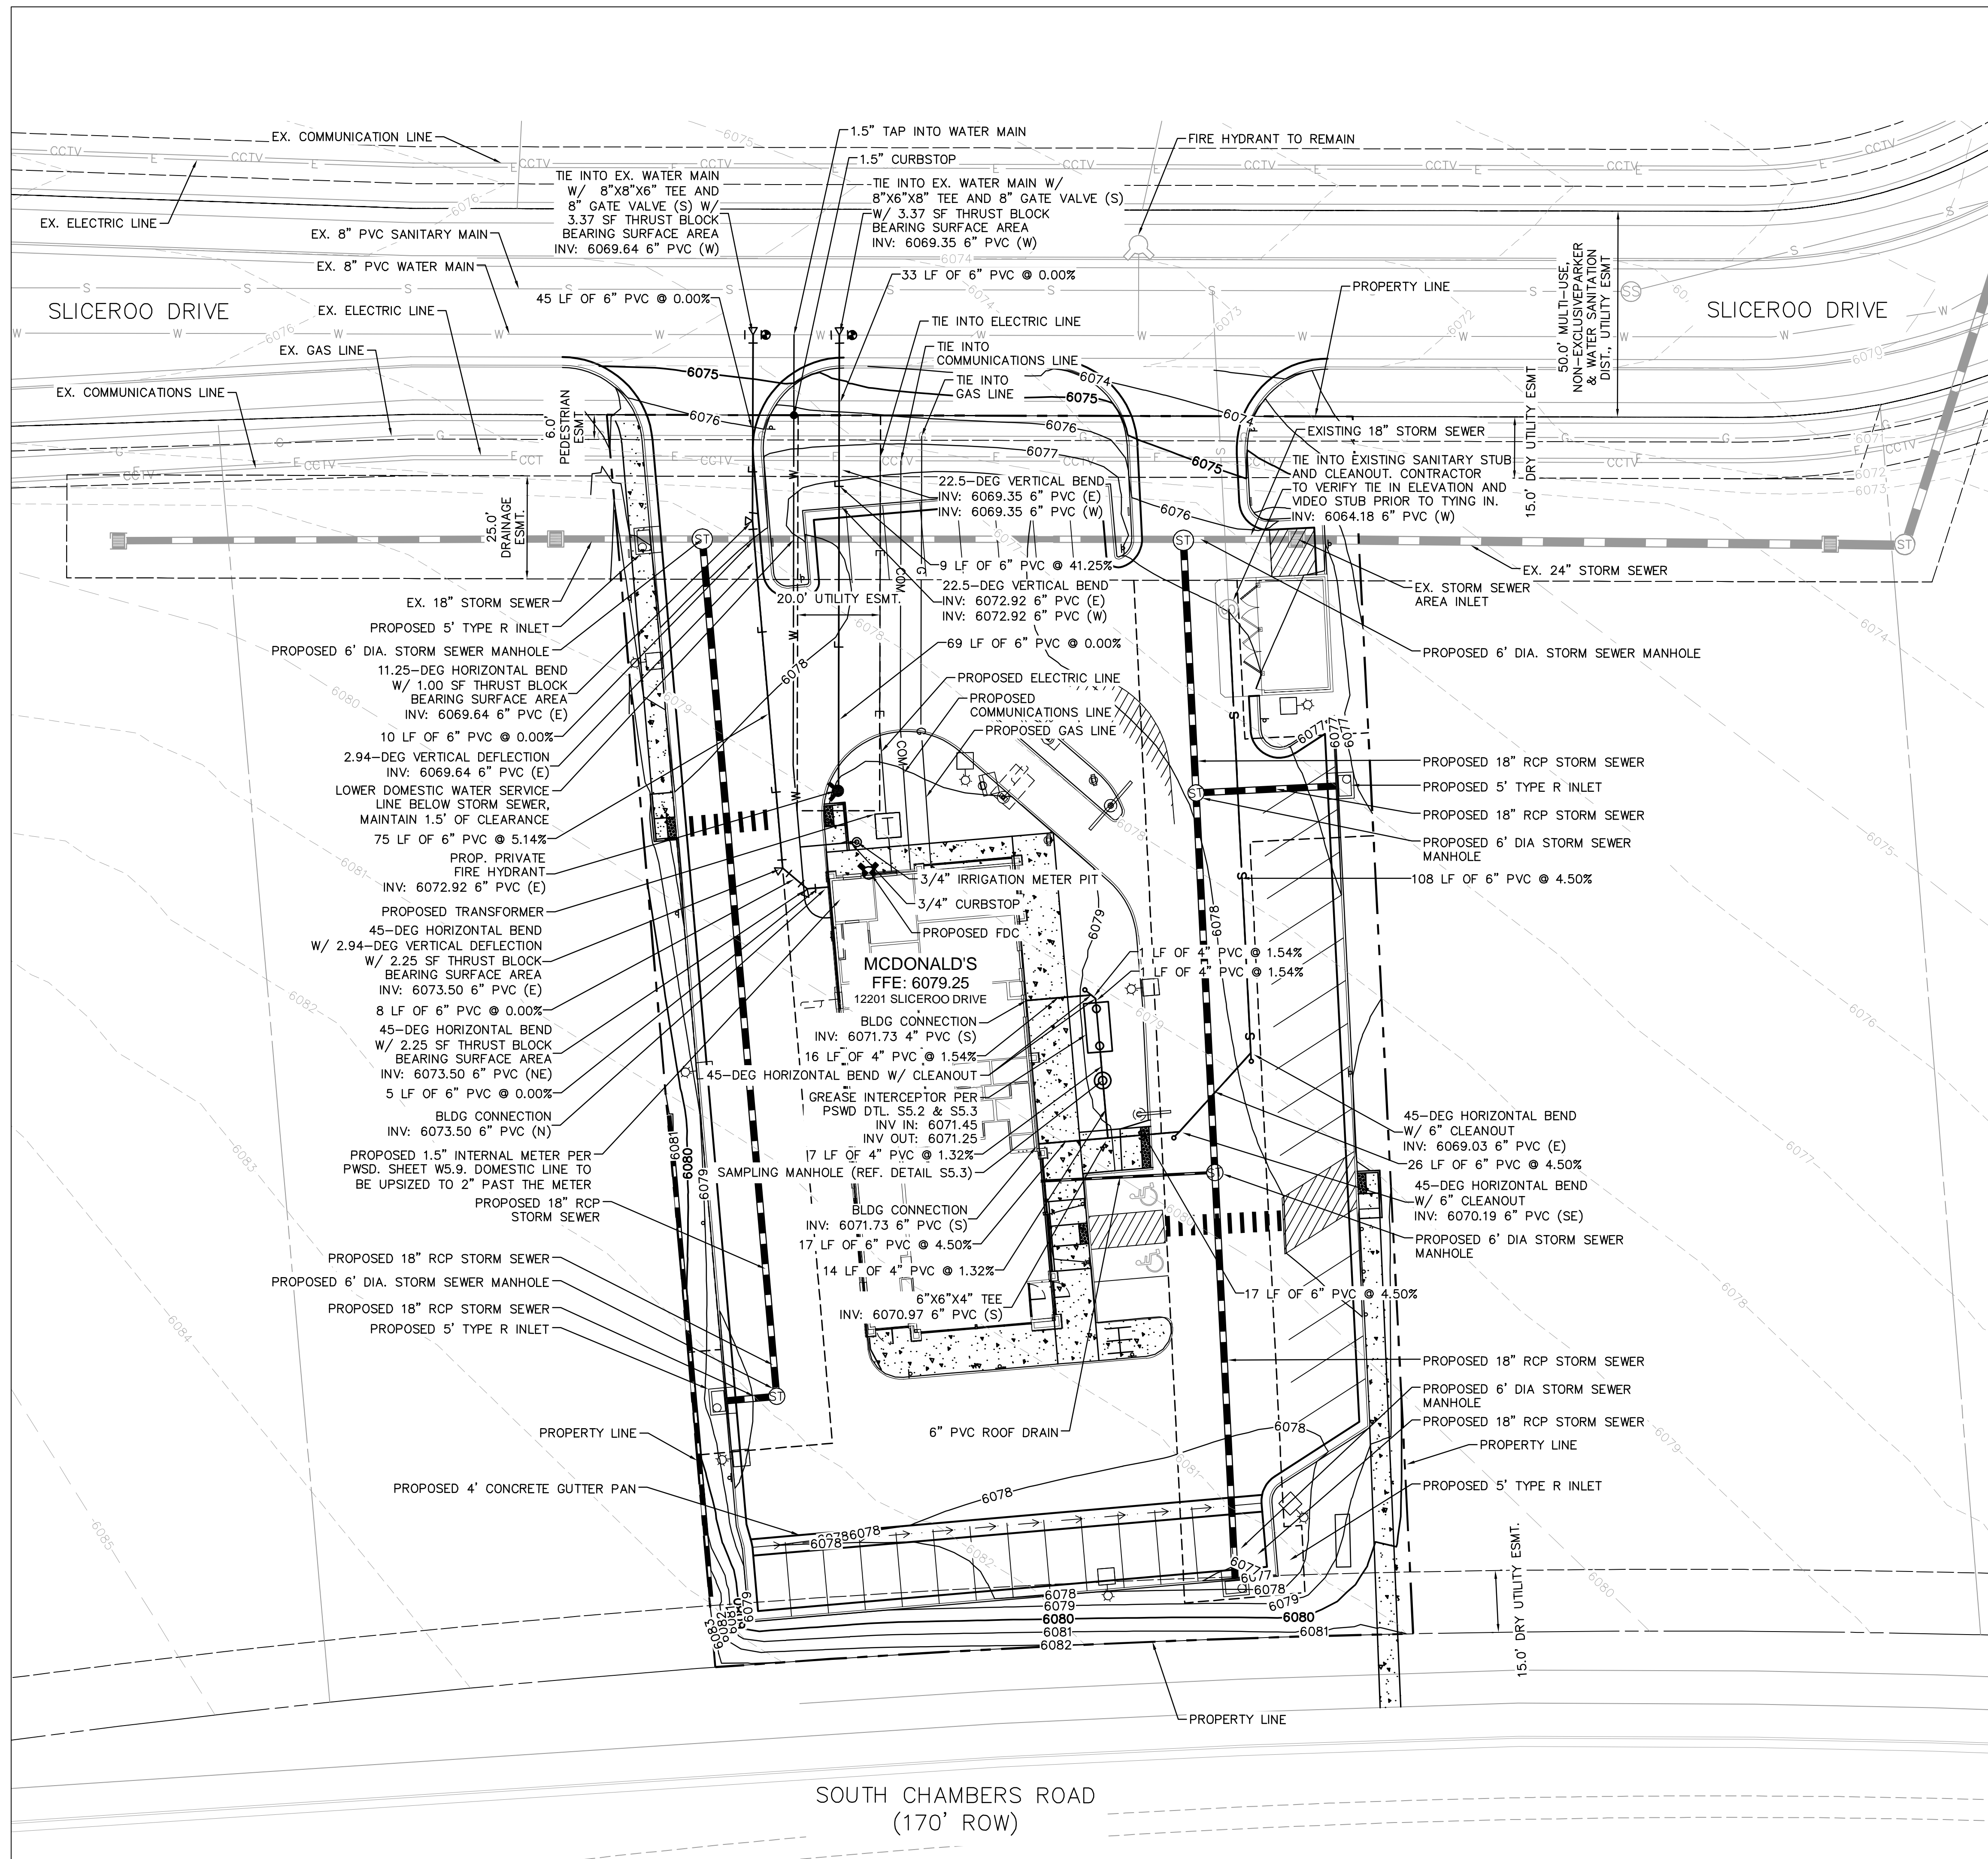 EX. COMMUNICATION LINE
EX. ELECTRIC LINE
EX. 8" PVC SANITARY MAIN
EX. 8" PVC WATER MAIN
SLICEROO DRIVE
EX. ELECTRIC LINE
EX. GAS LINE
EX. COMMUNICATIONS LINE
TIE INTO EX. WATER MAIN
W/ 8"X8"X6" TEE AND
8" GATE VALVE (S) W/
3.37 SF THRUST BLOCK
BEARING SURFACE AREA
INV: 6069.64 6" PVC (W)
45 LF OF 6" PVC @ 0.00%
1.5" TAP INTO WATER MAIN
1.5" CURBSTOP
TIE INTO EX. WATER MAIN W/
8"X6"X8" TEE AND 8" GATE VALVE (S)
W/ 3.37 SF THRUST BLOCK
BEARING SURFACE AREA
INV: 6069.35 6" PVC (W)
33 LF OF 6" PVC @ 0.00%
TIE INTO ELECTRIC LINE
TIE INTO
COMMUNICATIONS LINE
TIE INTO
GAS LINE
FIRE HYDRANT TO REMAIN
PROPERTY LINE
50.0' MULTI-USE,
NON-EXCLUSIVEPARKER
& WATER SANITATION
DIST., UTILITY ESMT
SLICEROO DRIVE
15.0' DRY UTILITY ESMT
6.0'
PEDESTRIAN
ESMT
25.0'
DRAINAGE
ESMT.
EXISTING 18" STORM SEWER
TIE INTO EXISTING SANITARY STUB
AND CLEANOUT. CONTRACTOR
TO VERIFY TIE IN ELEVATION AND
VIDEO STUB PRIOR TO TYING IN.
INV: 6064.18 6" PVC (W)
22.5-DEG VERTICAL BEND
INV: 6069.35 6" PVC (E)
INV: 6069.35 6" PVC (W)
9 LF OF 6" PVC @ 41.25%
22.5-DEG VERTICAL BEND
INV: 6072.92 6" PVC (E)
INV: 6072.92 6" PVC (W)
20.0' UTILITY ESMT.
69 LF OF 6" PVC @ 0.00%
PROPOSED ELECTRIC LINE
PROPOSED
COMMUNICATIONS LINE
PROPOSED GAS LINE
EX. 18" STORM SEWER
PROPOSED 5' TYPE R INLET
PROPOSED 6' DIA. STORM SEWER MANHOLE
11.25-DEG HORIZONTAL BEND
W/ 1.00 SF THRUST BLOCK
BEARING SURFACE AREA
INV: 6069.64 6" PVC (E)
10 LF OF 6" PVC @ 0.00%
2.94-DEG VERTICAL DEFLECTION
INV: 6069.64 6" PVC (E)
LOWER DOMESTIC WATER SERVICE
LINE BELOW STORM SEWER,
MAINTAIN 1.5' OF CLEARANCE
75 LF OF 6" PVC @ 5.14%
PROP. PRIVATE
FIRE HYDRANT
INV: 6072.92 6" PVC (E)
PROPOSED TRANSFORMER
45-DEG HORIZONTAL BEND
W/ 2.94-DEG VERTICAL DEFLECTION
W/ 2.25 SF THRUST BLOCK
BEARING SURFACE AREA
INV: 6073.50 6" PVC (E)
8 LF OF 6" PVC @ 0.00%
45-DEG HORIZONTAL BEND
W/ 2.25 SF THRUST BLOCK
BEARING SURFACE AREA
INV: 6073.50 6" PVC (NE)
5 LF OF 6" PVC @ 0.00%
BLDG CONNECTION
INV: 6073.50 6" PVC (N)
PROPOSED 1.5" INTERNAL METER PER
PWSD. SHEET W5.9. DOMESTIC LINE TO
BE UPSIZED TO 2" PAST THE METER
PROPOSED 18" RCP
STORM SEWER
PROPOSED 18" RCP STORM SEWER
PROPOSED 6' DIA. STORM SEWER MANHOLE
PROPOSED 18" RCP STORM SEWER
PROPOSED 5' TYPE R INLET
PROPERTY LINE
PROPOSED 4' CONCRETE GUTTER PAN
3/4" IRRIGATION METER PIT
3/4" CURBSTOP
PROPOSED FDC
MCDONALD'S
FFE: 6079.25
12201 SLICEROO DRIVE
BLDG CONNECTION
INV: 6071.73 4" PVC (S)
16 LF OF 4" PVC @ 1.54%
45-DEG HORIZONTAL BEND W/ CLEANOUT
GREASE INTERCEPTOR PER
PSWD DTL. S5.2 & S5.3
INV IN: 6071.45
INV OUT: 6071.25
7 LF OF 4" PVC @ 1.32%
SAMPLING MANHOLE (REF. DETAIL S5.3)
BLDG CONNECTION
INV: 6071.73 6" PVC (S)
17 LF OF 6" PVC @ 4.50%
14 LF OF 4" PVC @ 1.32%
6"X6"X4" TEE
INV: 6070.97 6" PVC (S)
6" PVC ROOF DRAIN
1 LF OF 4" PVC @ 1.54%
1 LF OF 4" PVC @ 1.54%
EX. 24" STORM SEWER
EX. STORM SEWER
AREA INLET
PROPOSED 6' DIA. STORM SEWER MANHOLE
PROPOSED 18" RCP STORM SEWER
PROPOSED 5' TYPE R INLET
PROPOSED 18" RCP STORM SEWER
PROPOSED 6' DIA STORM SEWER
MANHOLE
108 LF OF 6" PVC @ 4.50%
45-DEG HORIZONTAL BEND
W/ 6" CLEANOUT
INV: 6069.03 6" PVC (E)
26 LF OF 6" PVC @ 4.50%
45-DEG HORIZONTAL BEND
W/ 6" CLEANOUT
INV: 6070.19 6" PVC (SE)
PROPOSED 6' DIA STORM SEWER
MANHOLE
17 LF OF 6" PVC @ 4.50%
PROPOSED 18" RCP STORM SEWER
PROPOSED 6' DIA STORM SEWER
MANHOLE
PROPOSED 18" RCP STORM SEWER
PROPERTY LINE
PROPOSED 5' TYPE R INLET
15.0' DRY UTILITY ESMT.
6078
6079
6080
6081
6082
PROPERTY LINE
SOUTH CHAMBERS ROAD
(170' ROW)